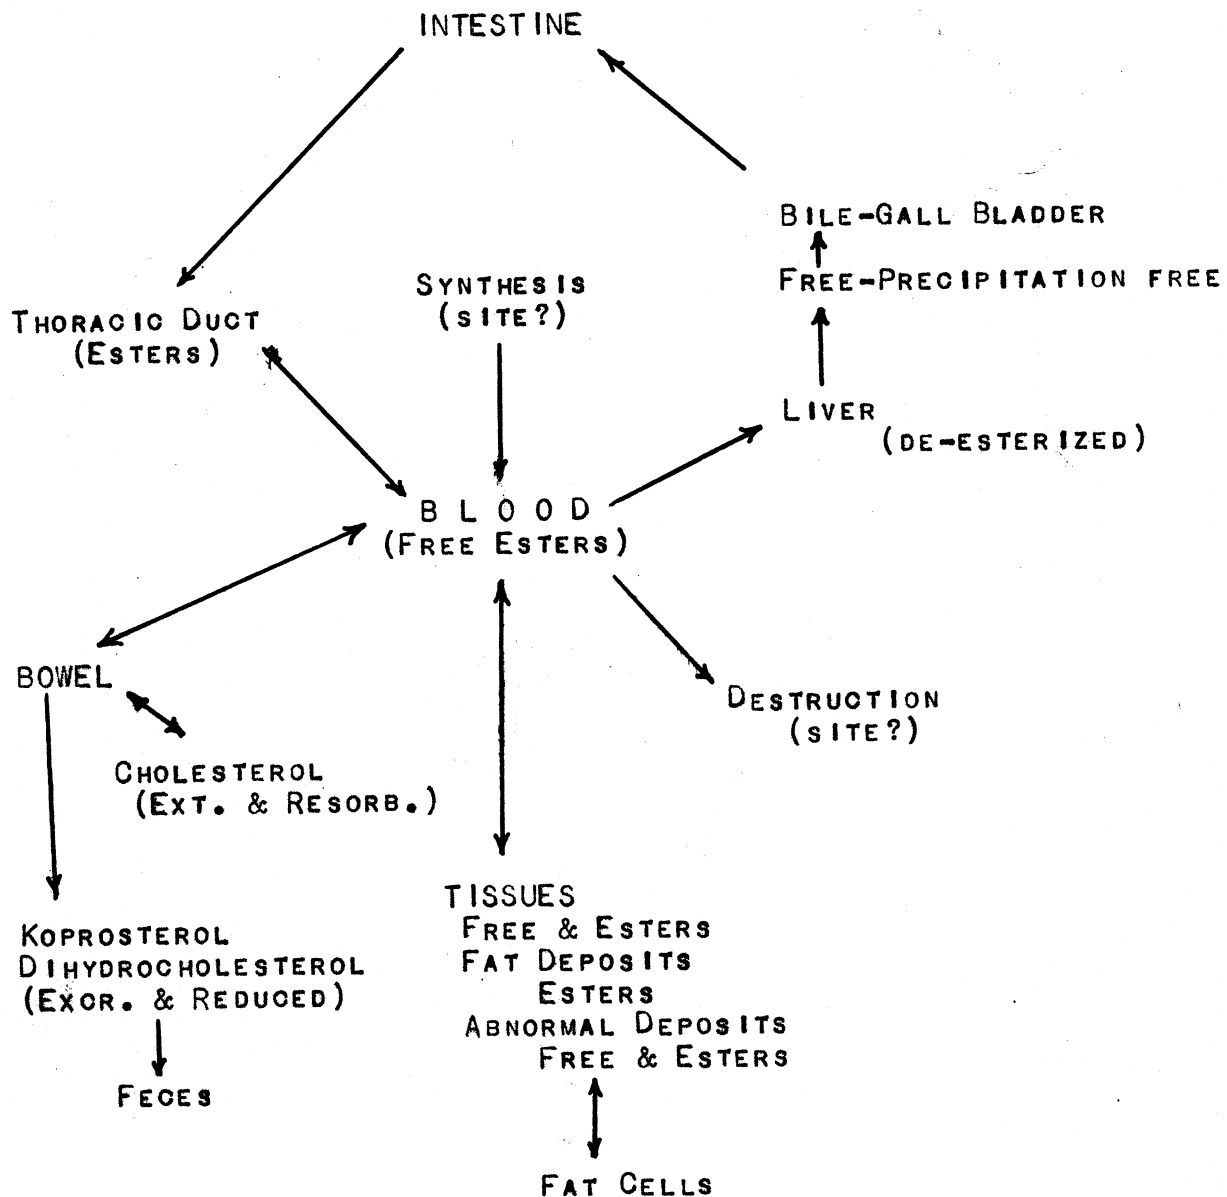 INTESTINE
BILE-GALL BLADDER
FREE-PRECIPITATION FREE
SYNTHESIS
(SITE?)
THORACIC DUCT
(ESTERS)
LIVER
(DE-ESTERIZED)
BLOOD
(FREE ESTERS)
BOWEL
DESTRUCTION
(SITE?)
CHOLESTEROL
(EXT. & RESORB.)
TISSUES
FREE & ESTERS
FAT DEPOSITS
ESTERS
ABNORMAL DEPOSITS
FREE & ESTERS
KOPROSTEROL
DIHYDROCHOLESTEROL
(EXCR. & REDUCED)
FECES
FAT CELLS